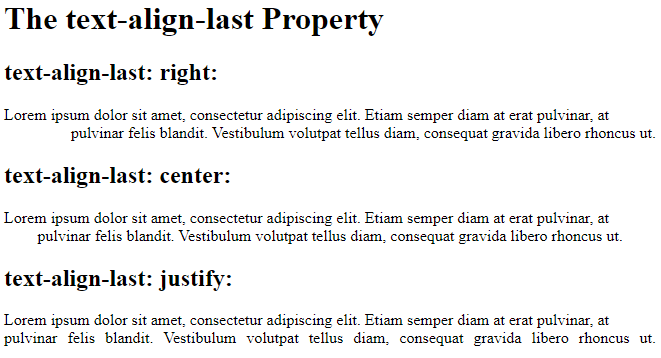 The text-align-last Property
text-align-last: right:
Lorem ipsum dolor sit amet, consectetur adipiscing elit. Etiam semper diam at erat pulvinar, at
pulvinar felis blandit. Vestibulum volutpat tellus diam, consequat gravida libero rhoncus ut.
text-align-last: center:
Lorem ipsum dolor sit amet, consectetur adipiscing elit. Etiam semper diam at erat pulvinar, at
pulvinar felis blandit. Vestibulum volutpat tellus diam, consequat gravida libero rhoncus ut.
text-align-last: justify:
Lorem ipsum dolor sit amet, consectetur adipiscing elit. Etiam semper diam at erat pulvinar, at
pulvinar felis blandit. Vestibulum volutpat tellus diam, consequat gravida libero rhoncus ut.